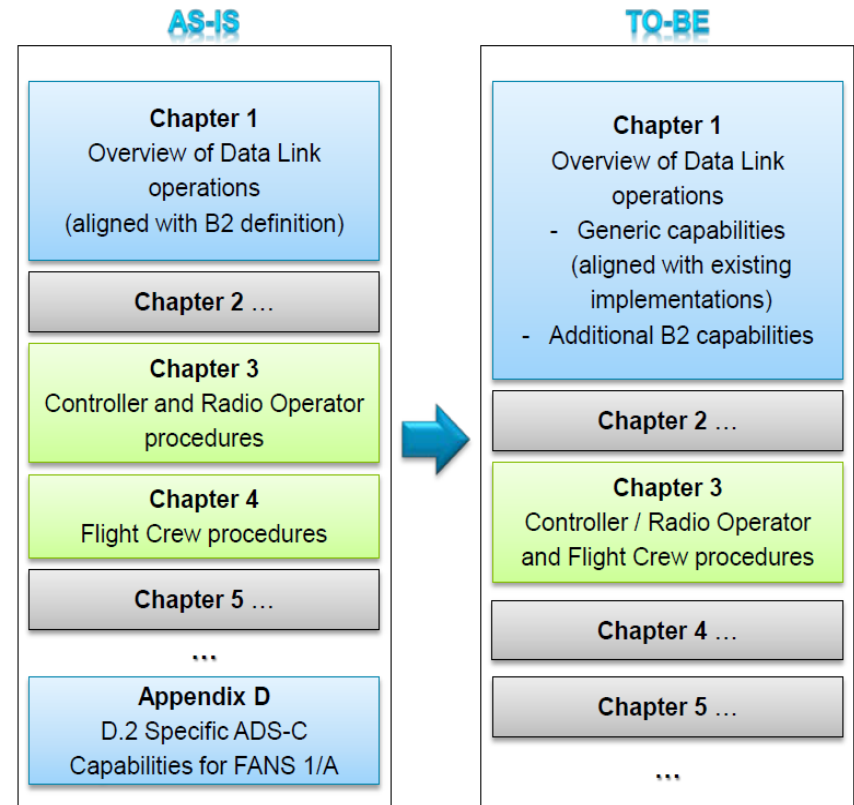 AS-IS
Chapter 1
Overview of Data Link
operations
(aligned with B2 definition)
Chapter 2 ...
Chapter 3
Controller and Radio Operator
procedures
Chapter 4
Flight Crew procedures
Chapter 5 ...
...
Appendix D
D.2 Specific ADS-C
Capabilities for FANS 1/A
TO-BE
Chapter 1
Overview of Data Link
operations
- Generic capabilities
(aligned with existing
implementations)
- Additional B2 capabilities
Chapter 2 ...
Chapter 3
Controller / Radio Operator
and Flight Crew procedures
Chapter 4 ...
Chapter 5 ...
...